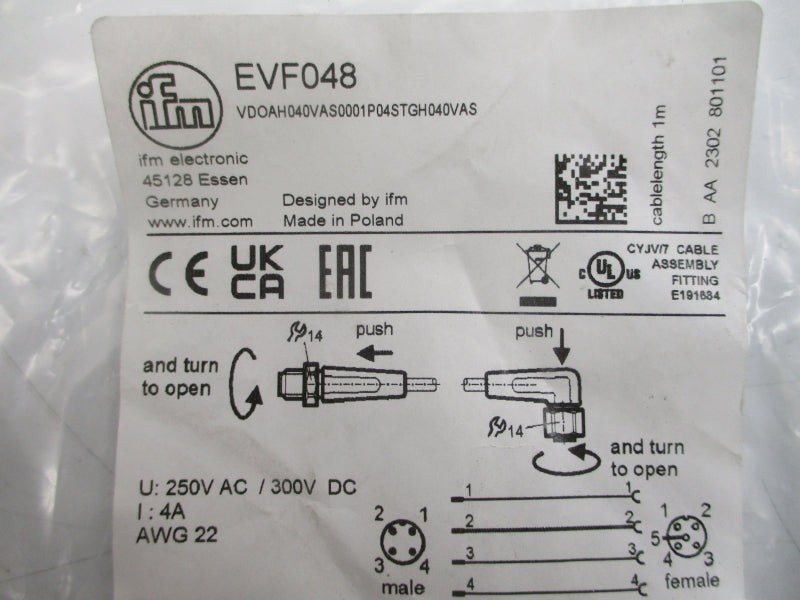 ifm
EVF048
VDOAH040VAS0001P04STGH040VAS
ifm electronic
45128 Essen
Germany
www.ifm.com
Designed by ifm
Made in Poland
cablelength 1m
B AA 2302 801101
CE
UK
CA
EAC
C UL US
LISTED
CYJV/7 CABLE
ASSEMBLY
FITTING
E191684
14
push
and turn
to open
push
14
and turn
to open
U: 250V AC / 300V DC
I : 4A
AWG 22
2 1
3 4
male
1 1
2 2
3 3
4 4
1 2
5
4 3
female